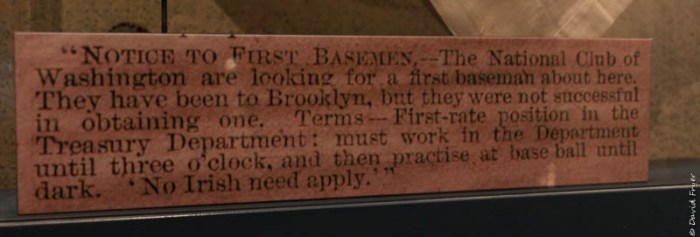 “NOTICE TO FIRST BASEMEN.—The National Club of
Washington are looking for a first baseman about here.
They have been to Brooklyn, but they were not successful
in obtaining one. Terms—First-rate position in the
Treasury Department: must work in the Department
until three o'clock, and then practise at base ball until
dark. ‘No Irish need apply.’”
© David Fryer